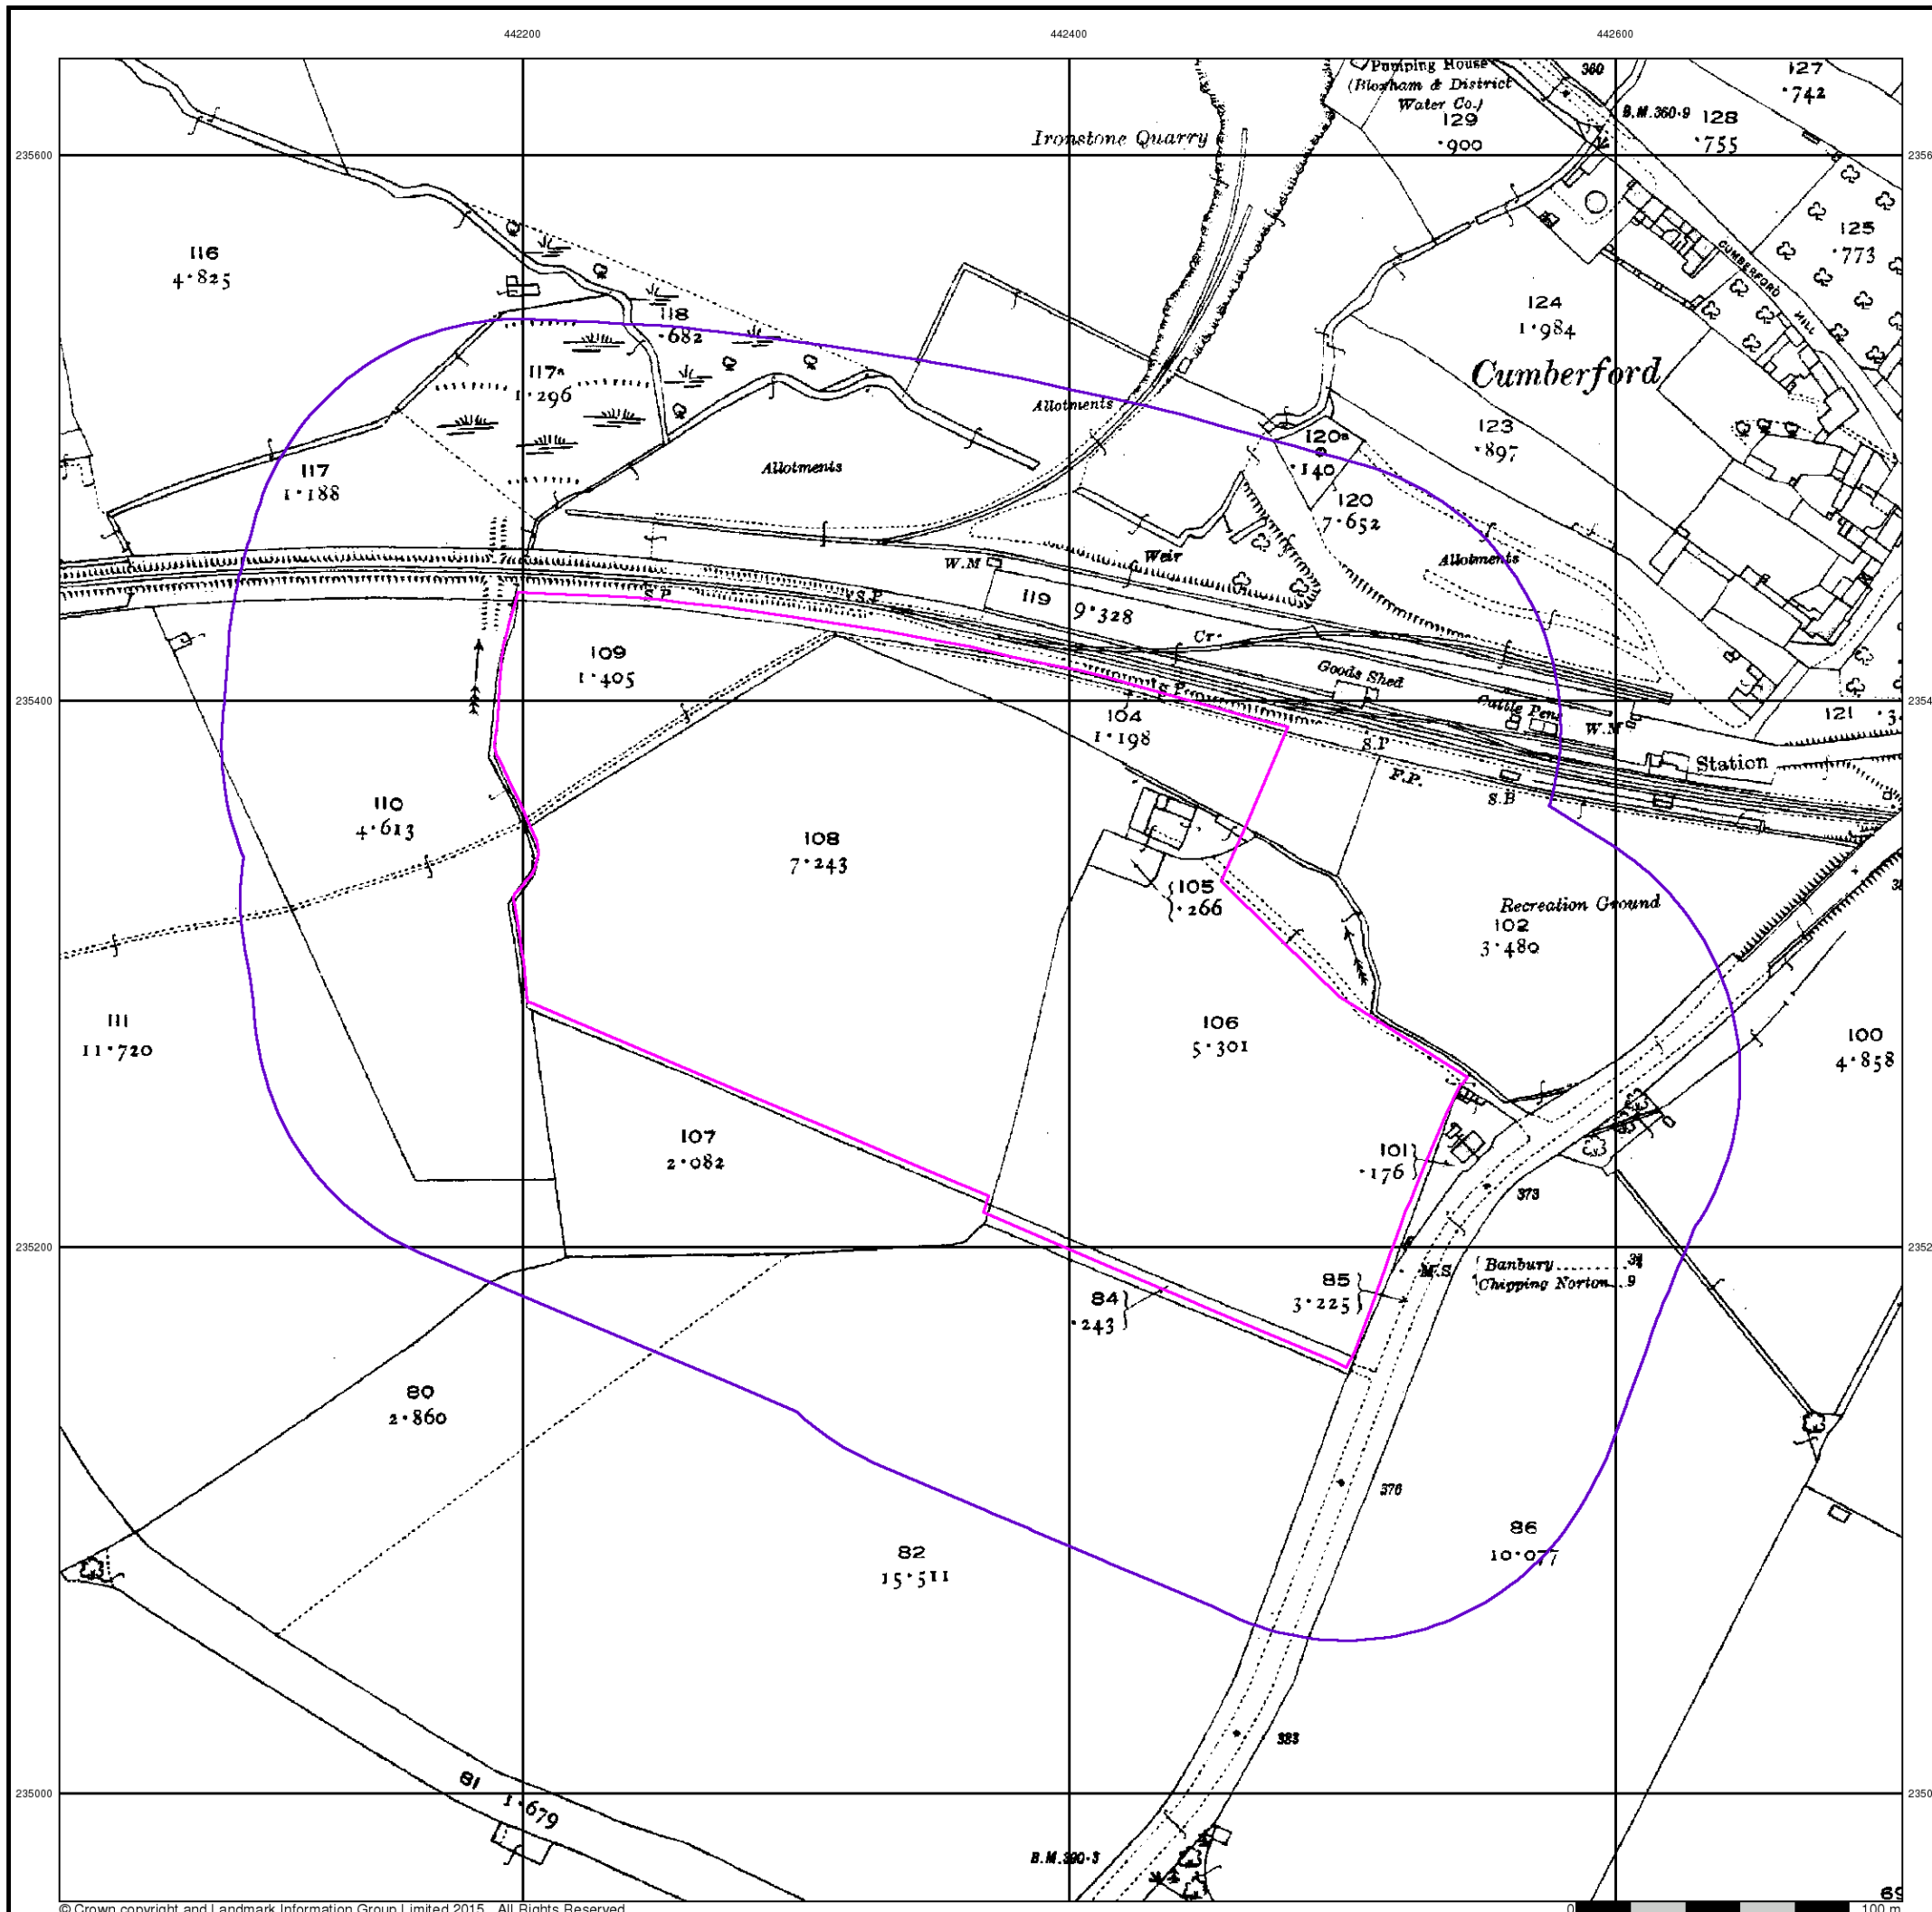 442200
442400
442600
235600
235400
235200
235000
Pumping House
(Bloxham & District
Water Co.)
129
·900
360
127
·742
B.M.360·9
128
·755
Ironstone Quarry
125
·773
CUMBERFORD
HILL
116
4·825
124
1·984
118
·682
Cumberford
117a
1·296
Allotments
123
·897
120a
·140
Allotments
117
1·188
120
7·652
Allotments
Weir
W.M
119
9·328
S.P
S.P
Cr.
109
1·405
Goods Shed
Cattle Pens
W.M
121
104
1·198
S.P
Station
F.P.
S.B
110
4·613
108
7·243
105
·266
Recreation Ground
102
3·480
111
11·720
106
5·301
100
4·858
107
2·082
101
·176
373
M.S
Banbury
Chipping Norton 9
85
3·225
84
·243
80
2·860
376
86
10·077
82
15·511
383
81
1·679
B.M.390·3
© Crown copyright and Landmark Information Group Limited 2015. All Rights Reserved.
0
100 m